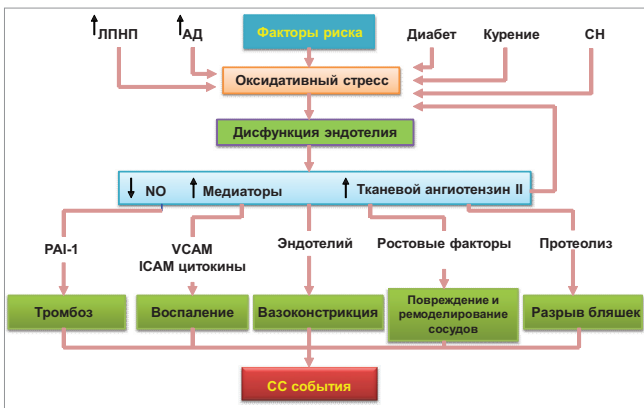 ↑ЛПНП ↑АД Факторы риска Диабет Курение СН
Оксидативный стресс
Дисфункция эндотелия
↓ NO ↑ Медиаторы ↑ Тканевой ангиотензин II
PAI-1
VCAM
ICAM цитокины
Эндотелий
Ростовые факторы
Протеолиз
Тромбоз
Воспаление
Вазоконстрикция
Повреждение и
ремоделирование
сосудов
Разрыв бляшек
СС события